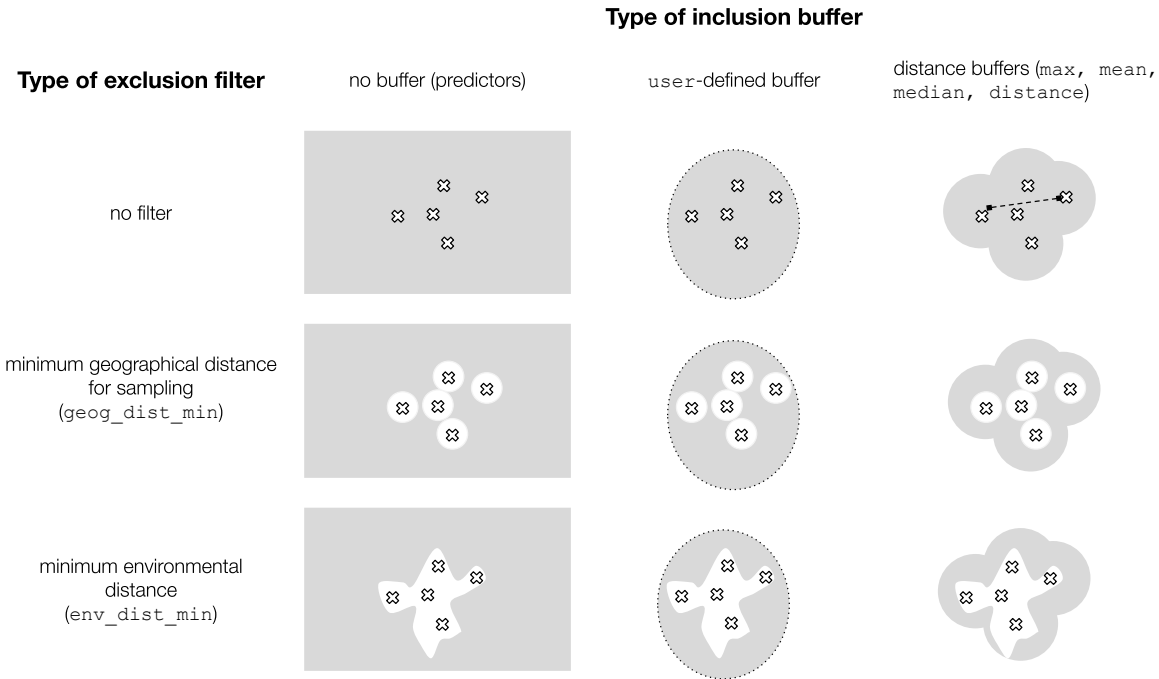 Type of inclusion buffer
Type of exclusion filter
no buffer (predictors)
user-defined buffer
distance buffers (max, mean,
median, distance)
no filter
minimum geographical distance
for sampling
(geog_dist_min)
minimum environmental
distance
(env_dist_min)